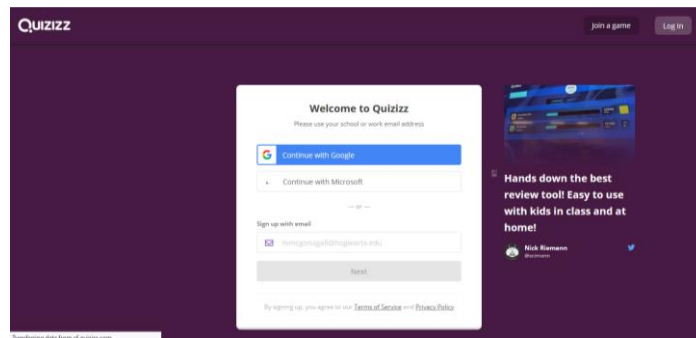 QUIZIZZ
Join a game
Log in
Welcome to Quizizz
Please use your school or work email address
Continue with Google
Continue with Microsoft
— or —
Sign up with email
mmcgonagall@hogwarts.edu
Next
By signing up, you agree to our Terms of Service and Privacy Policy
Hands down the best
review tool! Easy to use
with kids in class and at
home!
Nick Riemann